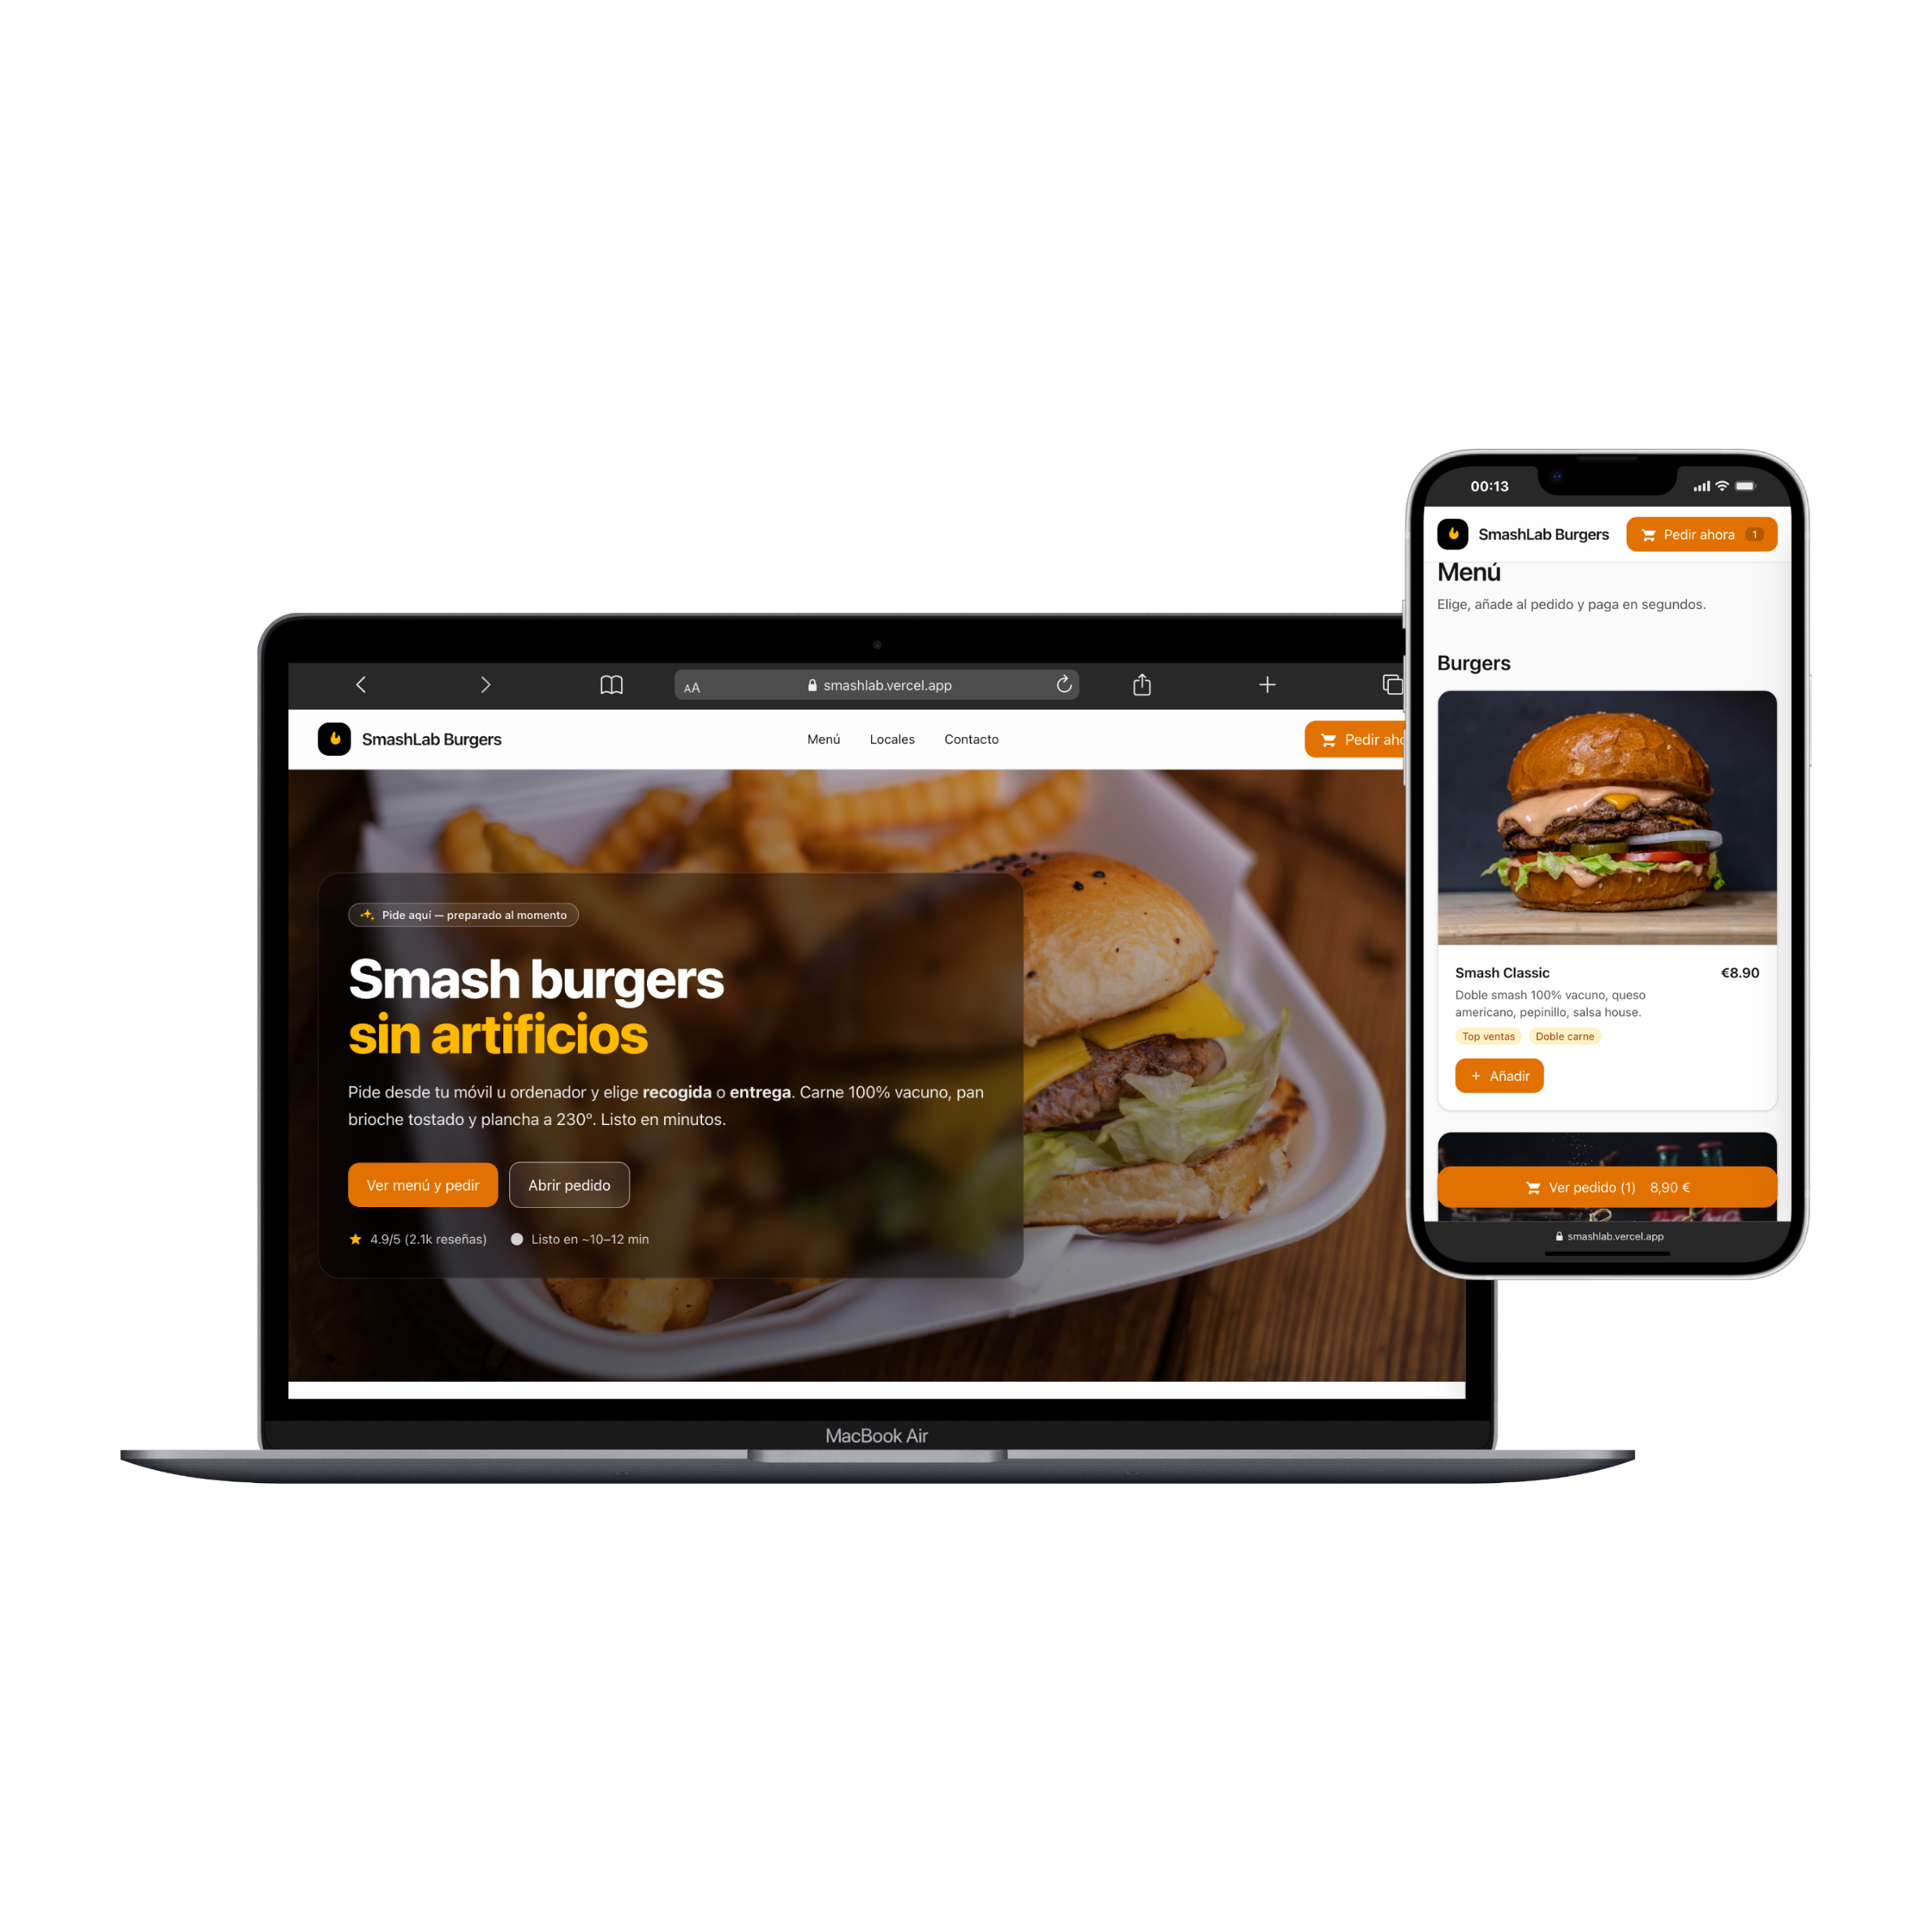 AA
smashlab.vercel.app
SmashLab Burgers
Menú
Locales
Contacto
Pedir aho
Pide aquí — preparado al momento
Smash burgers
sin artificios
Pide desde tu móvil u ordenador y elige recogida o entrega. Carne 100% vacuno, pan
brioche tostado y plancha a 230º. Listo en minutos.
Ver menú y pedir
Abrir pedido
4.9/5 (2.1k reseñas)
Listo en ~10–12 min
MacBook Air
00:13
SmashLab Burgers
Pedir ahora 1
Menú
Elige, añade al pedido y paga en segundos.
Burgers
Smash Classic
€8.90
Doble smash 100% vacuno, queso
americano, pepinillo, salsa house.
Top ventas
Doble carne
+ Añadir
Ver pedido (1) 8,90 €
smashlab.vercel.app